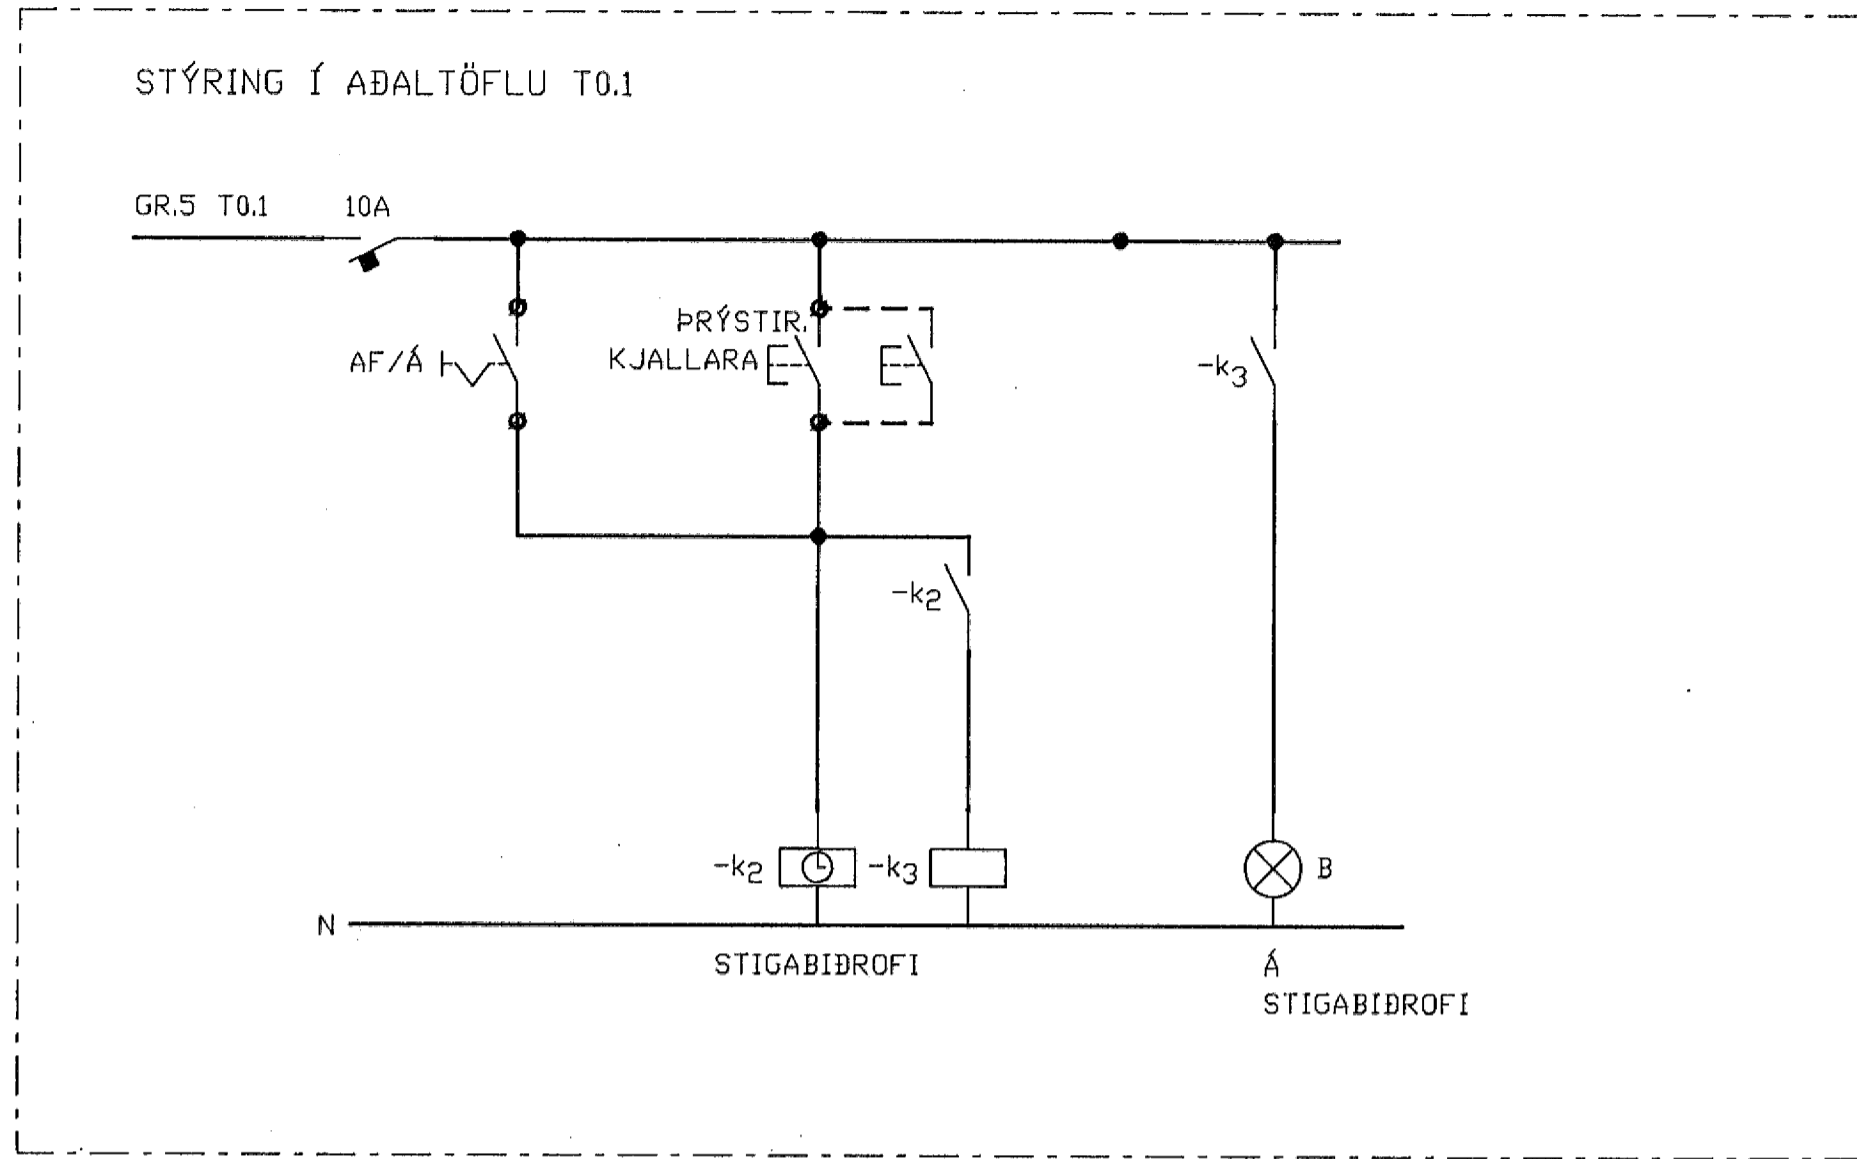 STÝRING Í AÐALTÖFLU T0.1
GR.5 T0.1 10A
ÞRÝSTIR.
AF/Á KJALLARA -k3
-k2
-k2 -k3 B
N
STIGABIÐROFI Á
STIGABIÐROFI